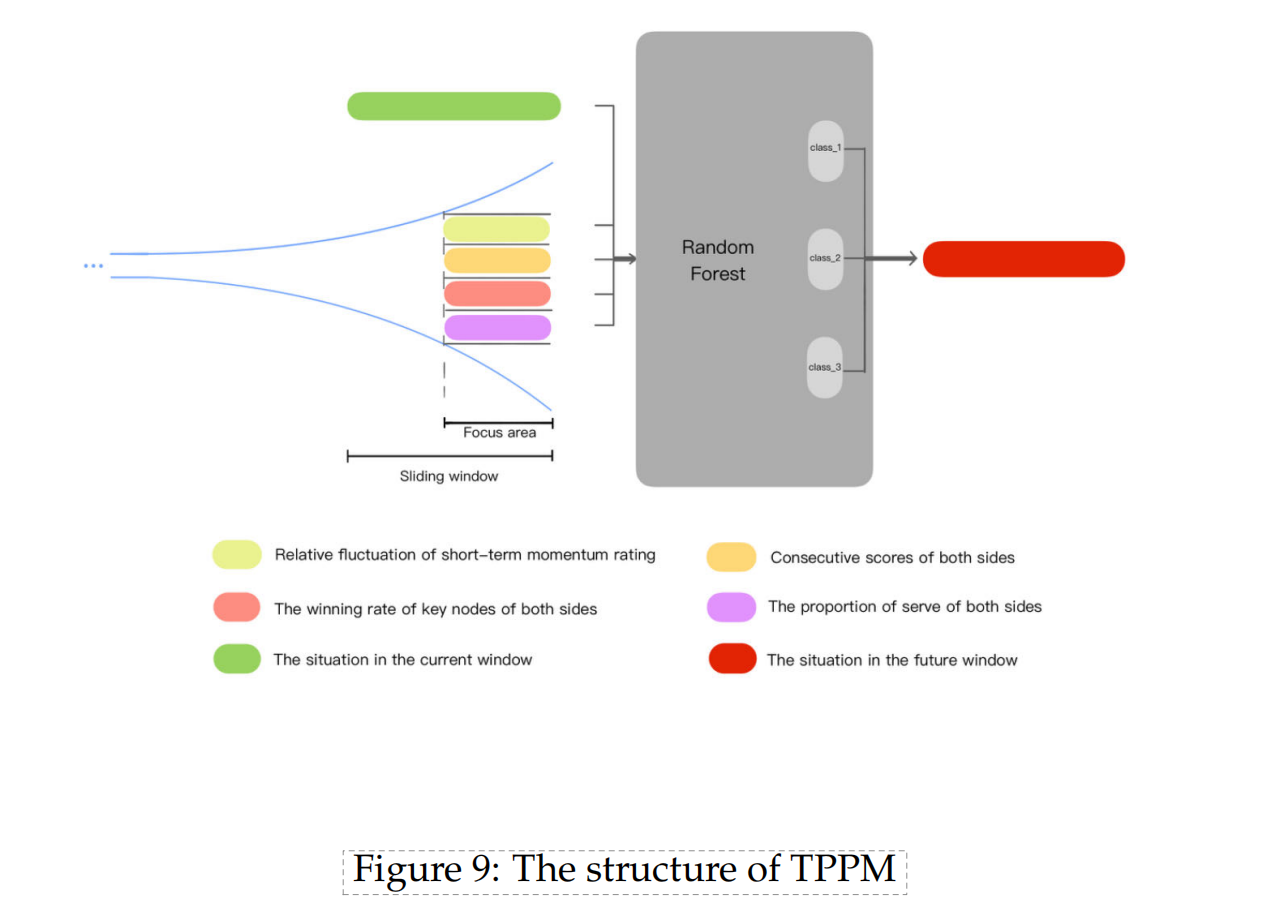 class_1
Random
Forest
class_2
class_3
Focus area
Sliding window
Relative fluctuation of short-term momentum rating
Consecutive scores of both sides
The winning rate of key nodes of both sides
The proportion of serve of both sides
The situation in the current window
The situation in the future window
Figure 9: The structure of TPPM